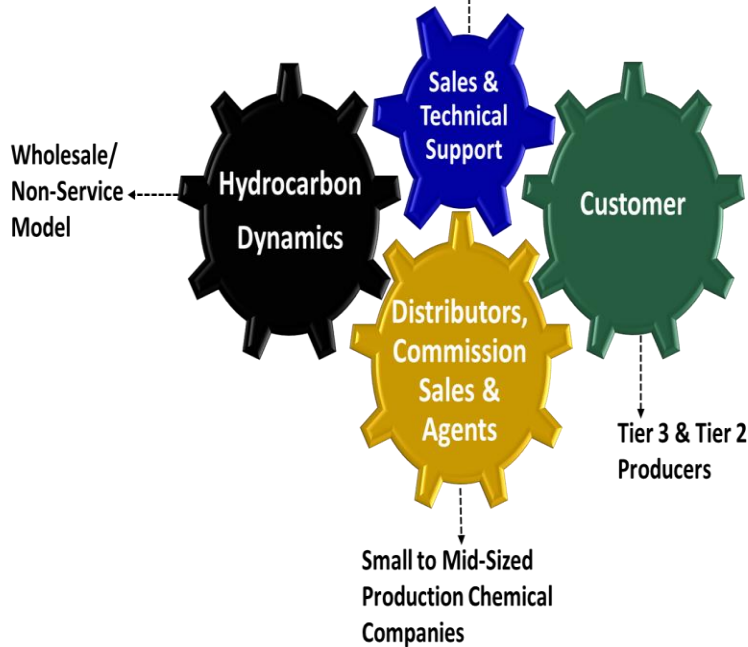 Sales &
Technical
Support
Wholesale/
Non-Service
Model
Hydrocarbon
Dynamics
Customer
Distributors,
Commission
Sales &
Agents
Tier 3 & Tier 2
Producers
Small to Mid-Sized
Production Chemical
Companies